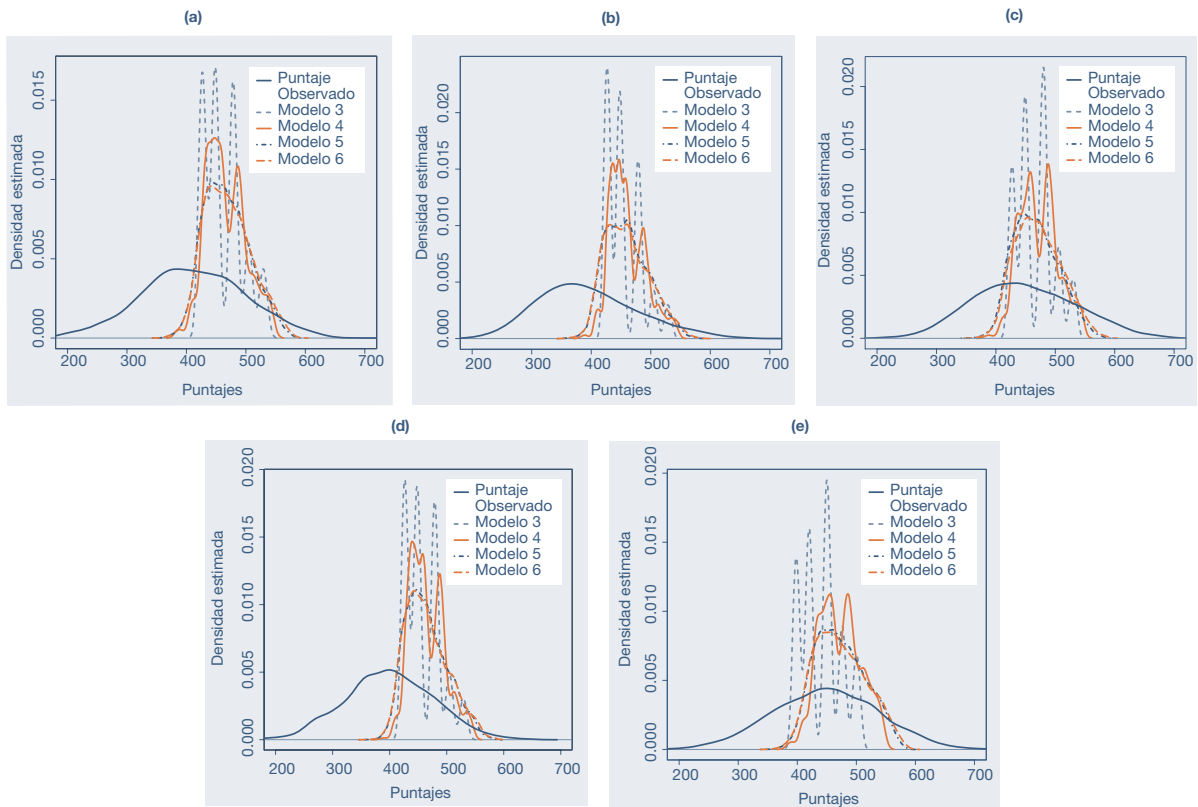 (a)
Densidad estimada
0.015
0.010
0.005
0.000
Puntaje
Observado
Modelo 3
Modelo 4
Modelo 5
Modelo 6
200 300 400 500 600 700
Puntajes
(b)
Densidad estimada
0.020
0.015
0.010
0.005
0.000
Puntaje
Observado
Modelo 3
Modelo 4
Modelo 5
Modelo 6
200 300 400 500 600 700
Puntajes
(c)
Densidad estimada
0.020
0.015
0.010
0.005
0.000
Puntaje
Observado
Modelo 3
Modelo 4
Modelo 5
Modelo 6
200 300 400 500 600 700
Puntajes
(d)
Densidad estimada
0.020
0.015
0.010
0.005
0.000
Puntaje
Observado
Modelo 3
Modelo 4
Modelo 5
Modelo 6
200 300 400 500 600 700
Puntajes
(e)
Densidad estimada
0.020
0.015
0.010
0.005
0.000
Puntaje
Observado
Modelo 3
Modelo 4
Modelo 5
Modelo 6
200 300 400 500 600 700
Puntajes